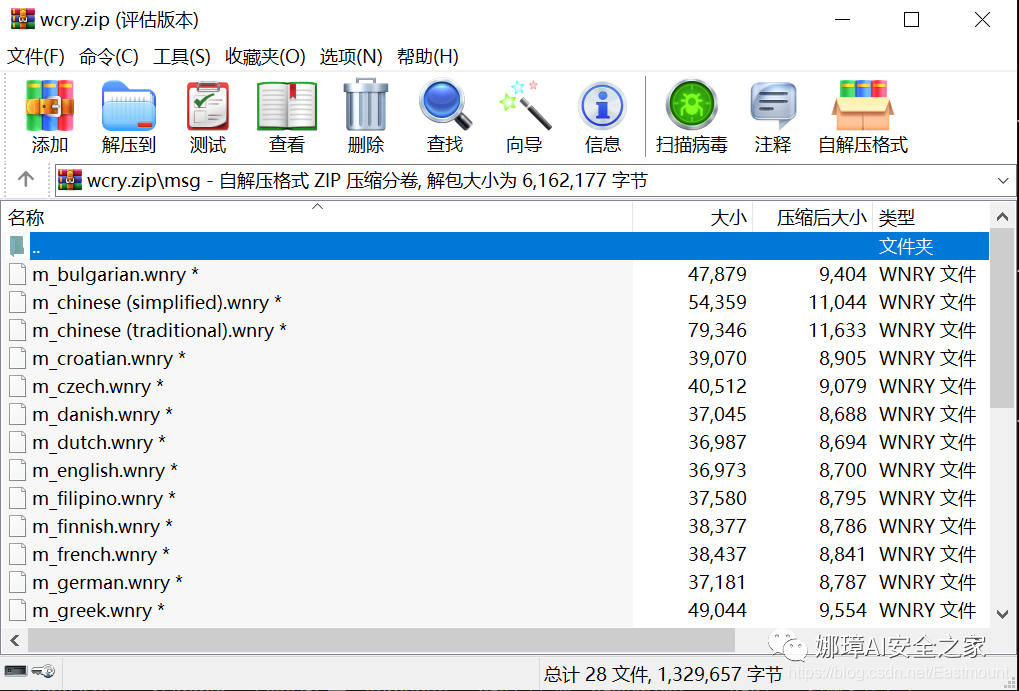 wcry.zip (评估版本)
文件(F) 命令(C) 工具(S) 收藏夹(O) 选项(N) 帮助(H)
添加 解压到 测试 查看 删除 查找 向导 信息 扫描病毒 注释 自解压格式
wcry.zip\msg - 自解压格式 ZIP 压缩分卷, 解包大小为 6,162,177 字节
名称 大小 压缩后大小 类型
.. 文件夹
m_bulgarian.wnry * 47,879 9,404 WNRY 文件
m_chinese (simplified).wnry * 54,359 11,044 WNRY 文件
m_chinese (traditional).wnry * 79,346 11,633 WNRY 文件
m_croatian.wnry * 39,070 8,905 WNRY 文件
m_czech.wnry * 40,512 9,079 WNRY 文件
m_danish.wnry * 37,045 8,688 WNRY 文件
m_dutch.wnry * 36,987 8,694 WNRY 文件
m_english.wnry * 36,973 8,700 WNRY 文件
m_filipino.wnry * 37,580 8,795 WNRY 文件
m_finnish.wnry * 38,377 8,786 WNRY 文件
m_french.wnry * 38,437 8,841 WNRY 文件
m_german.wnry * 37,181 8,787 WNRY 文件
m_greek.wnry * 49,044 9,554 WNRY 文件
娜璋AI安全之家
总计 28 文件, 1,329,657 字节
https://blog.csdn.net/Eastmount